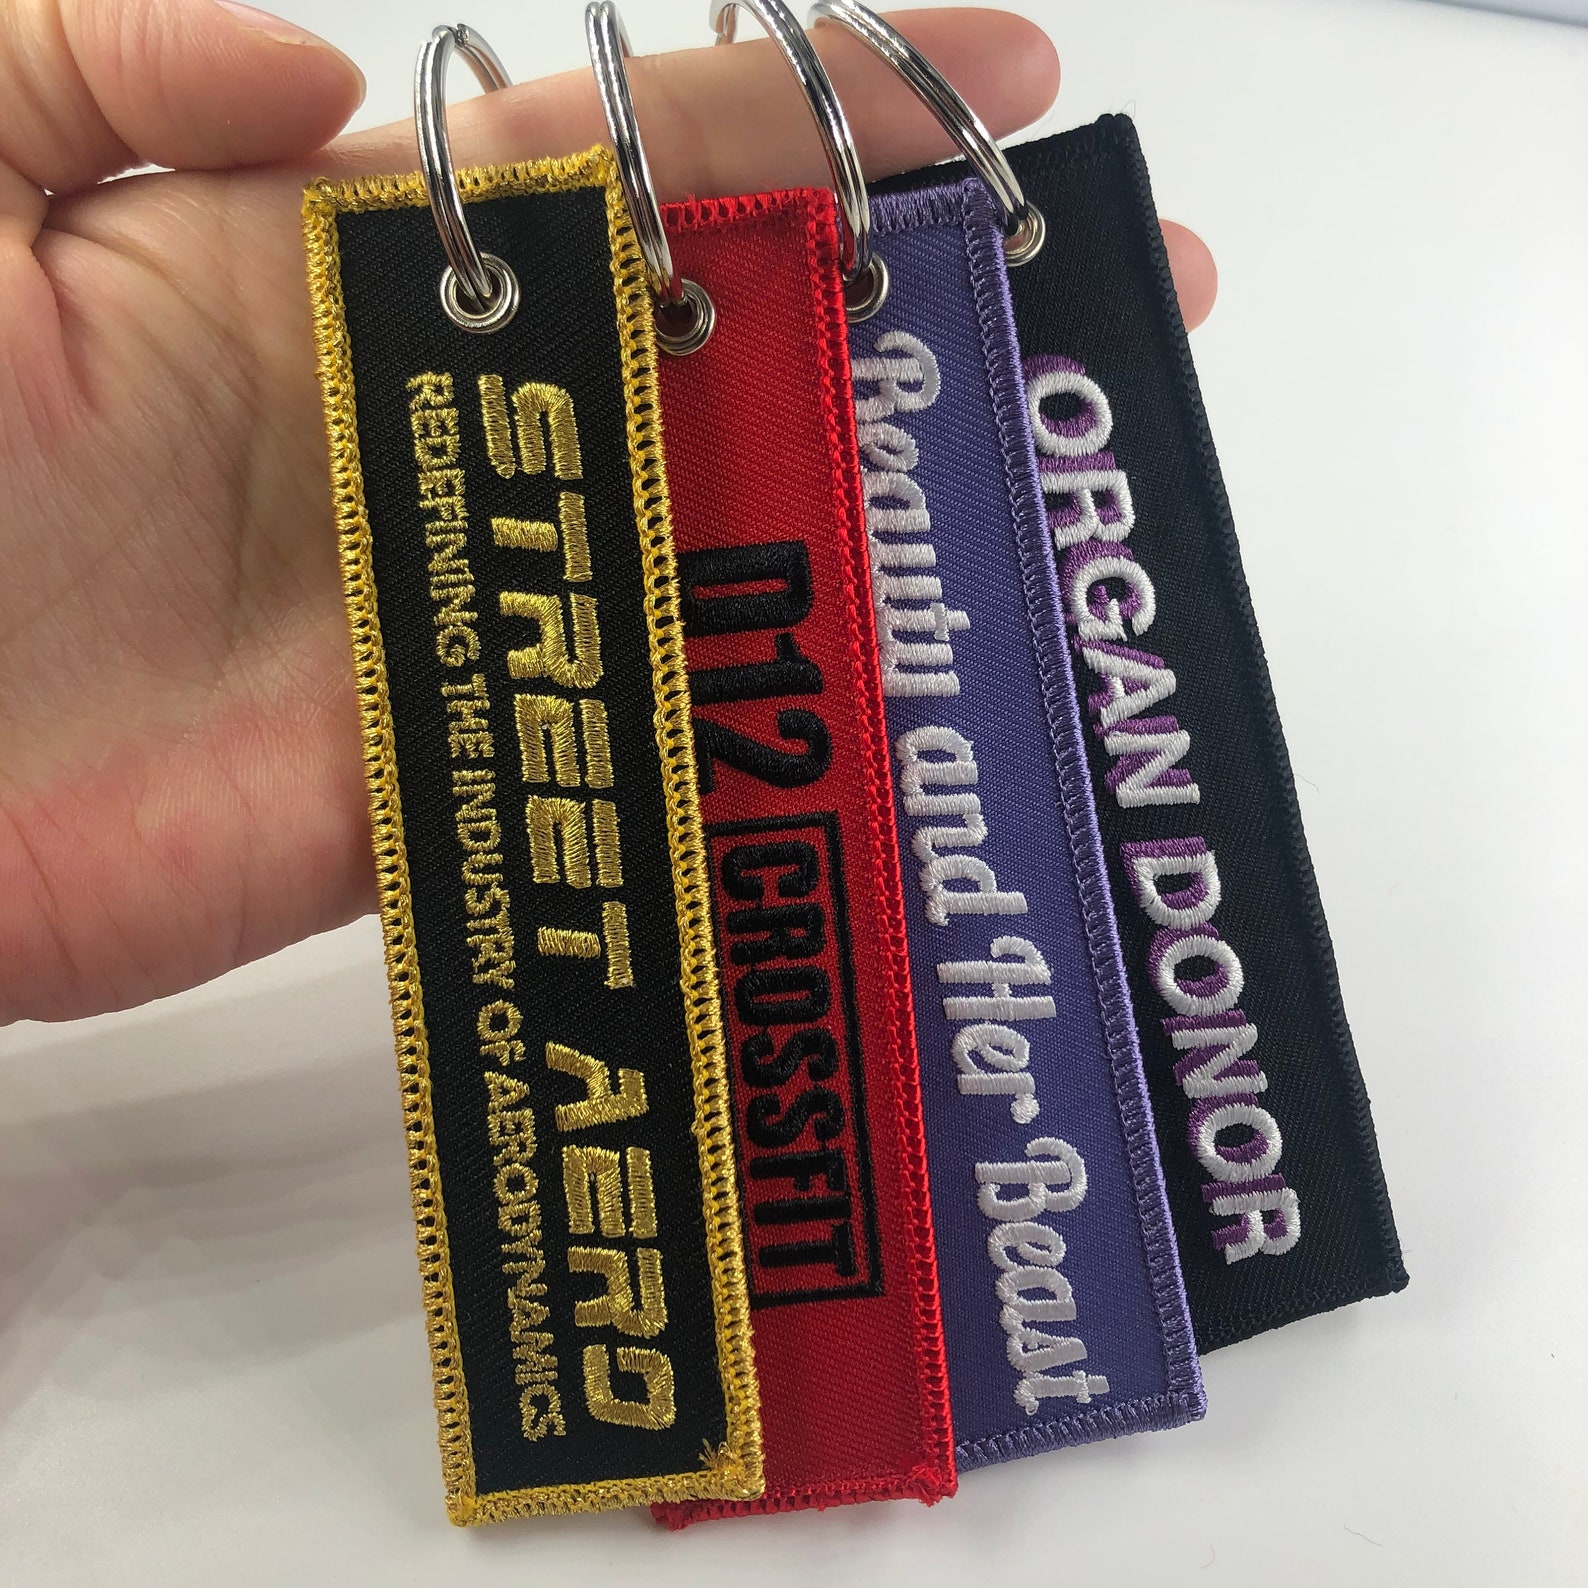 STREET AERO
REDEFINING THE INDUSTRY OF AERODYNAMICS
D12 CROSSFIT
Beauty and Her Beast
ORGAN DONOR